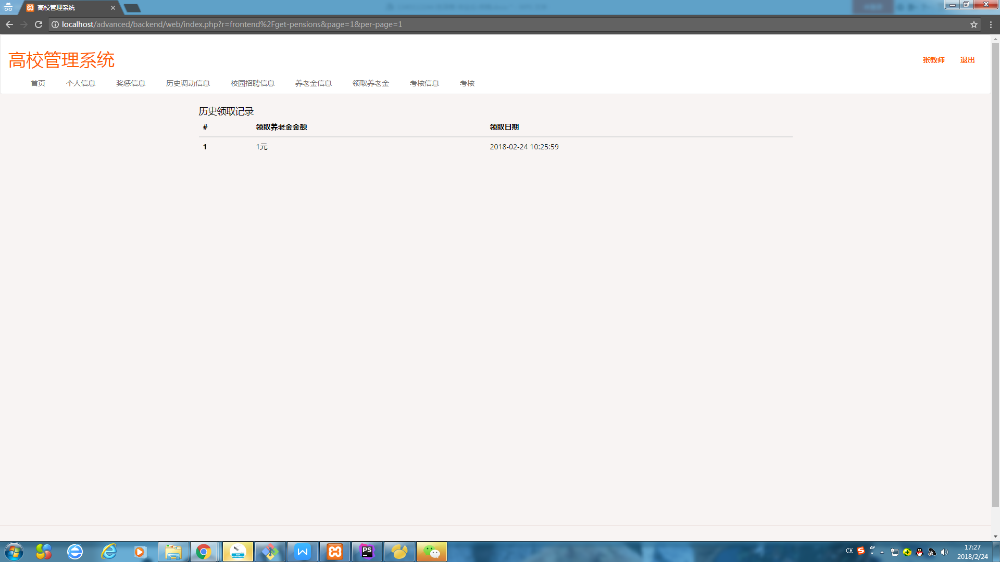 高校管理系统
localhost/advanced/backend/web/index.php?r=frontend%2Fget-pensions&page=1&per-page=1
高校管理系统
张教师 退出
首页 个人信息 奖惩信息 历史调动信息 校园招聘信息 养老金信息 领取养老金 考核信息 考核
历史领取记录
# 领取养老金金额 领取日期
1 1元 2018-02-24 10:25:59
PS
CH
17:27
2018/2/24